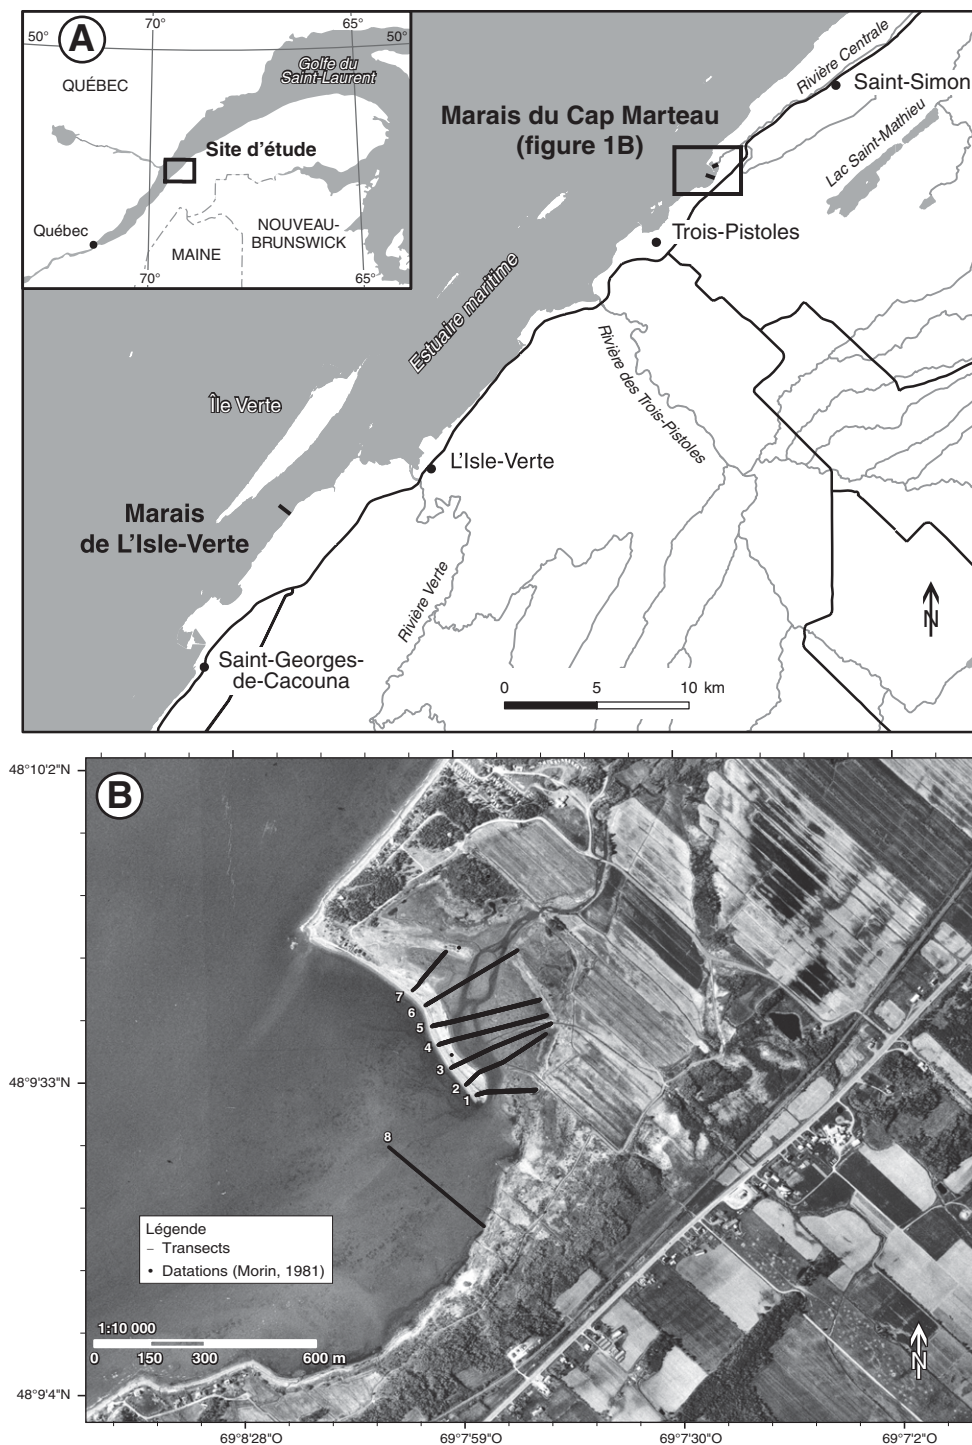 A
70°
65°
50°
50°
Golfe du
Saint-Laurent
QUÉBEC
Site d'étude
Québec
NOUVEAU-
BRUNSWICK
MAINE
70°
65°
Rivière Centrale
Saint-Simon
Marais du Cap Marteau
(figure 1B)
Lac Saint-Mathieu
Trois-Pistoles
Estuaire maritime
Rivière des Trois-Pistoles
Île Verte
L'Isle-Verte
Marais
de L'Isle-Verte
Rivière Verte
N
Saint-Georges-
de-Cacouna
0 5 10 km
B
48°10'2"N
48°9'33"N
48°9'4"N
7
6
5
4
3
2
1
8
Légende
– Transects
• Datations (Morin, 1981)
1:10 000
0 150 300 600 m
N
69°8'28"O 69°7'59"O 69°7'30"O 69°7'2"O